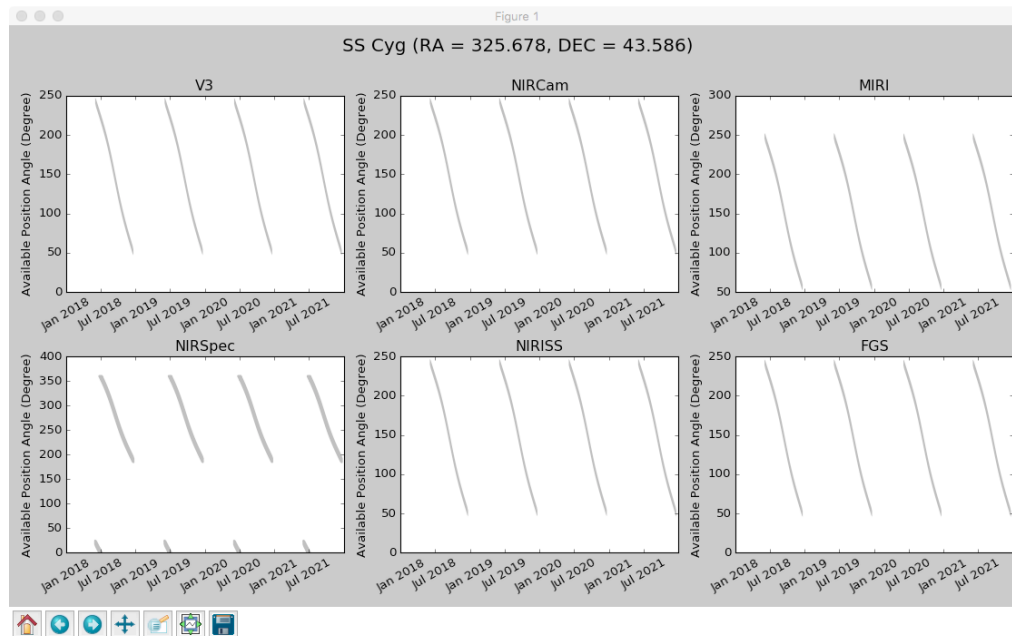 Figure 1
SS Cyg (RA = 325.678, DEC = 43.586)
V3
Available Position Angle (Degree)
250
200
150
100
50
0
Jan 2018
Jul 2018
Jan 2019
Jul 2019
Jan 2020
Jul 2020
Jan 2021
Jul 2021
NIRCam
Available Position Angle (Degree)
250
200
150
100
50
0
Jan 2018
Jul 2018
Jan 2019
Jul 2019
Jan 2020
Jul 2020
Jan 2021
Jul 2021
MIRI
Available Position Angle (Degree)
300
250
200
150
100
50
Jan 2018
Jul 2018
Jan 2019
Jul 2019
Jan 2020
Jul 2020
Jan 2021
Jul 2021
NIRSpec
Available Position Angle (Degree)
400
350
300
250
200
150
100
50
0
Jan 2018
Jul 2018
Jan 2019
Jul 2019
Jan 2020
Jul 2020
Jan 2021
Jul 2021
NIRISS
Available Position Angle (Degree)
250
200
150
100
50
0
Jan 2018
Jul 2018
Jan 2019
Jul 2019
Jan 2020
Jul 2020
Jan 2021
Jul 2021
FGS
Available Position Angle (Degree)
250
200
150
100
50
0
Jan 2018
Jul 2018
Jan 2019
Jul 2019
Jan 2020
Jul 2020
Jan 2021
Jul 2021